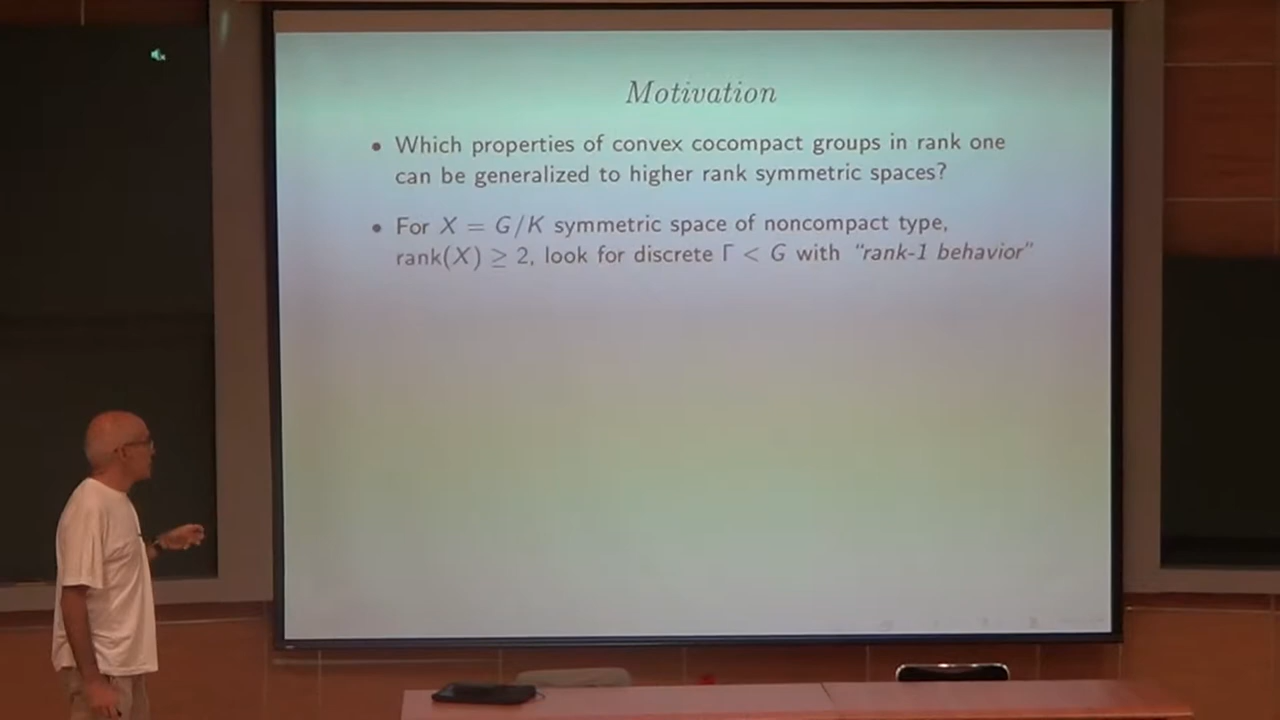 Motivation
• Which properties of convex cocompact groups in rank one
can be generalized to higher rank symmetric spaces?
• For X = G/K symmetric space of noncompact type,
rank(X) ≥ 2, look for discrete Γ < G with "rank-1 behavior"